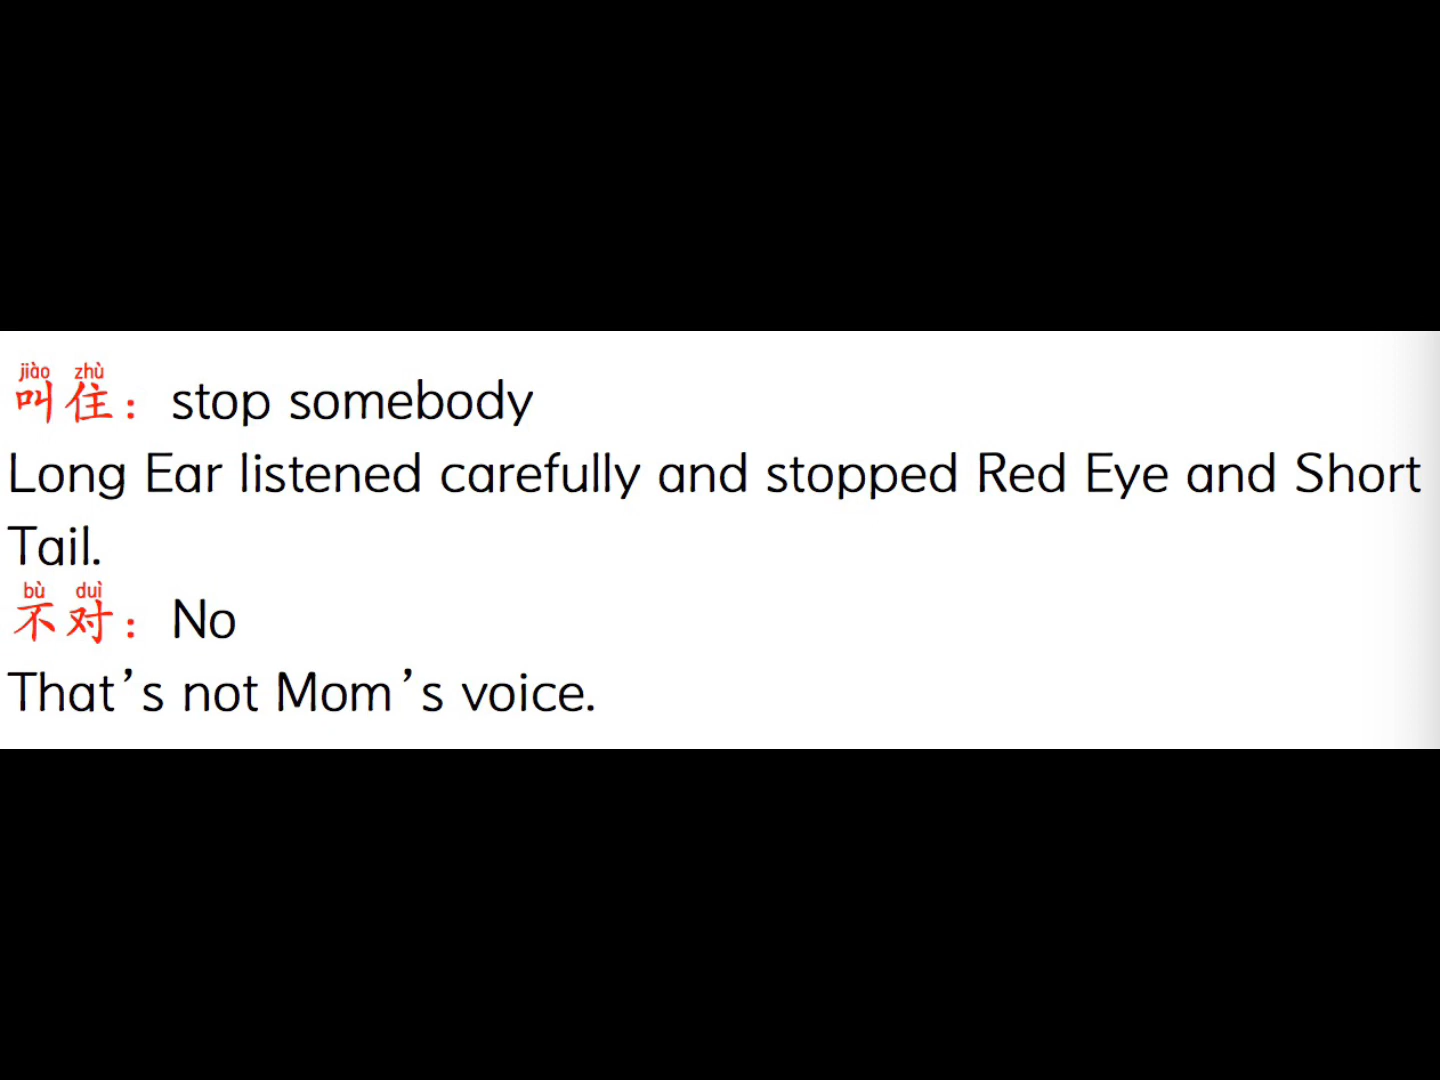 jiào zhù
叫住：stop somebody
Long Ear listened carefully and stopped Red Eye and Short
Tail.
bù duì
不对：No
That’s not Mom’s voice.